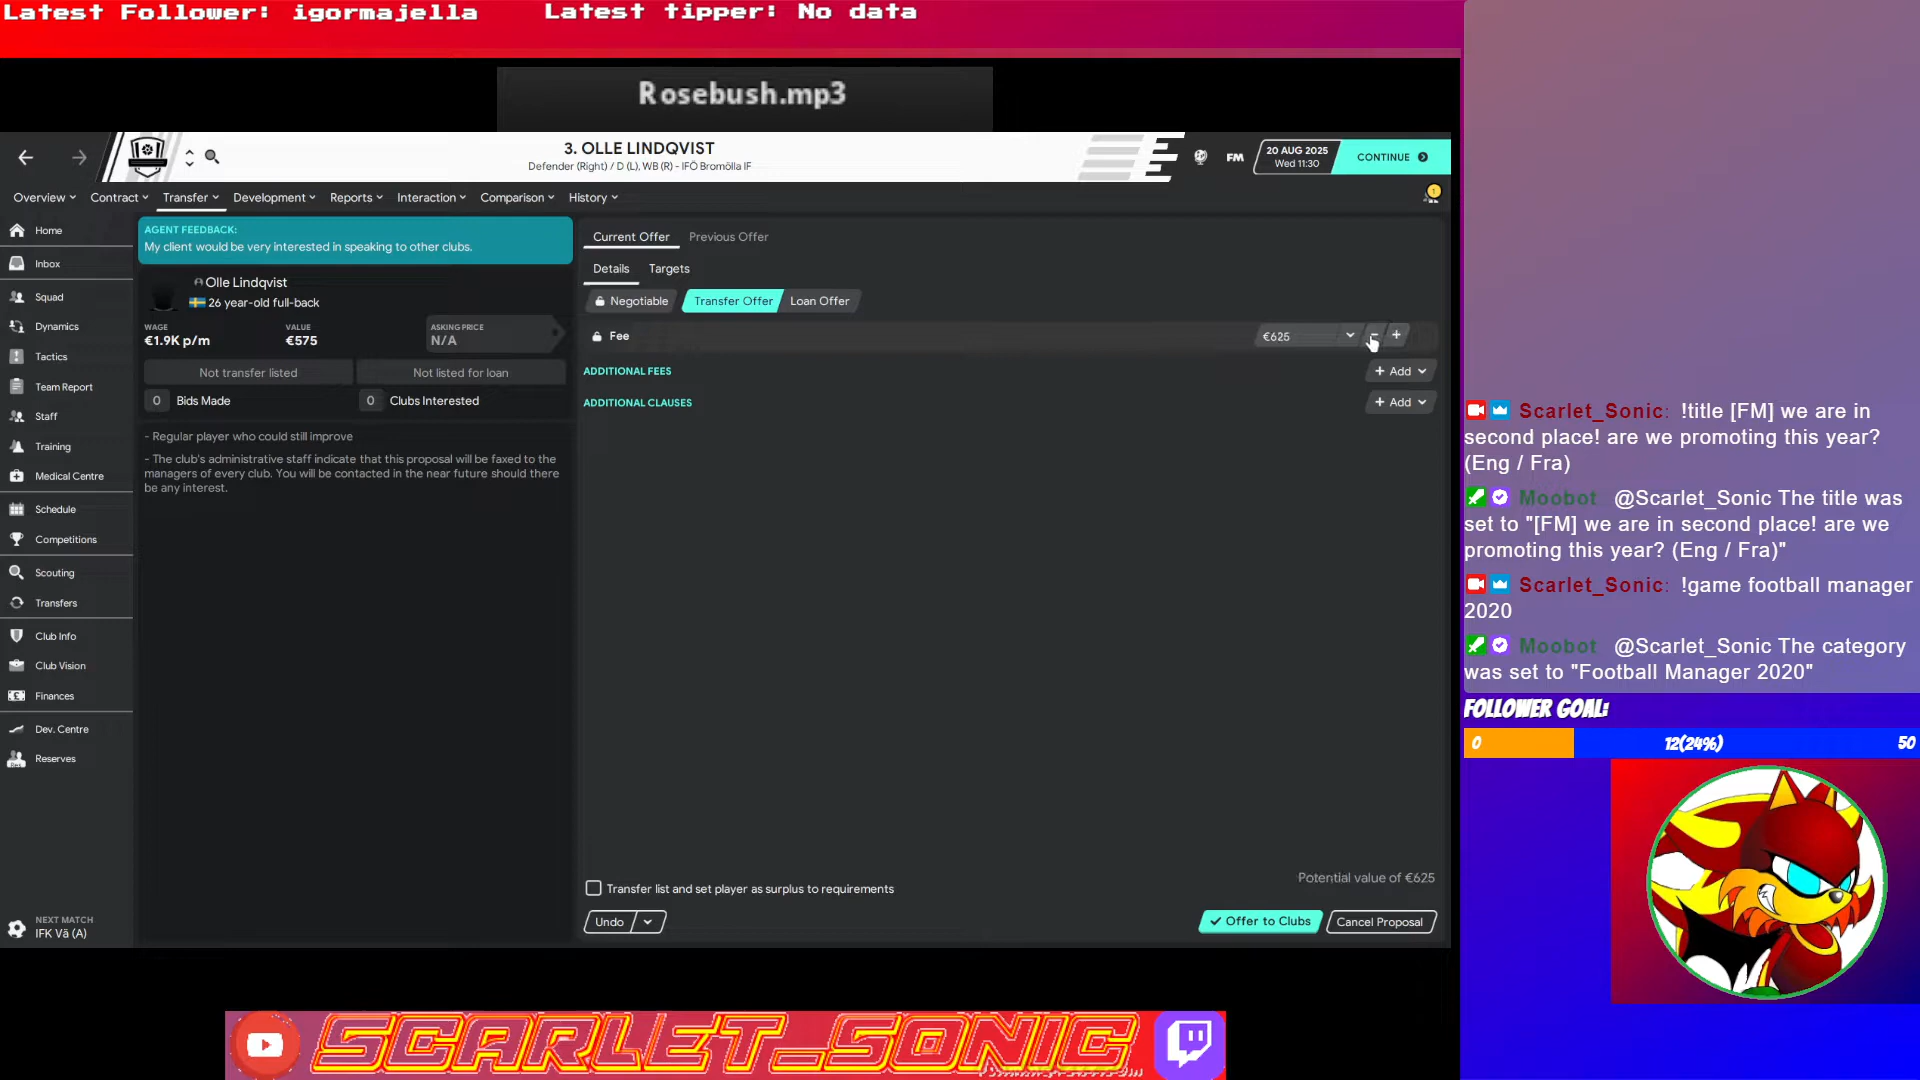 Latest Follower: igormajella
Latest tipper: No data
Rosebush.mp3
3. OLLE LINDQVIST
Defender (Right) / D (L), WB (R) - IFÖ Bromölla IF
FM
20 AUG 2025
Wed 11:30
CONTINUE
Overview
Contract
Transfer
Development
Reports
Interaction
Comparison
History
1
Home
Inbox
Squad
Dynamics
Tactics
Team Report
Staff
Training
Medical Centre
Schedule
Competitions
Scouting
Transfers
Club Info
Club Vision
Finances
Dev. Centre
Reserves
NEXT MATCH
IFK Vä (A)
AGENT FEEDBACK:
My client would be very interested in speaking to other clubs.
Olle Lindqvist
26 year-old full-back
WAGE
€1.9K p/m
VALUE
€575
ASKING PRICE
N/A
Not transfer listed
Not listed for loan
0 Bids Made
0 Clubs Interested
- Regular player who could still improve
- The club's administrative staff indicate that this proposal will be faxed to the
managers of every club. You will be contacted in the near future should there
be any interest.
Current Offer
Previous Offer
Details
Targets
Negotiable
Transfer Offer
Loan Offer
Fee
€625
ADDITIONAL FEES
+ Add
ADDITIONAL CLAUSES
+ Add
Potential value of €625
Transfer list and set player as surplus to requirements
Undo
Offer to Clubs
Cancel Proposal
Scarlet_Sonic: !title [FM] we are in
second place! are we promoting this year?
(Eng / Fra)
Moobot @Scarlet_Sonic The title was
set to "[FM] we are in second place! are we
promoting this year? (Eng / Fra)"
Scarlet_Sonic: !game football manager
2020
Moobot @Scarlet_Sonic The category
was set to "Football Manager 2020"
FOLLOWER GOAL:
0
12(24%)
50
SCARLET_SONIC